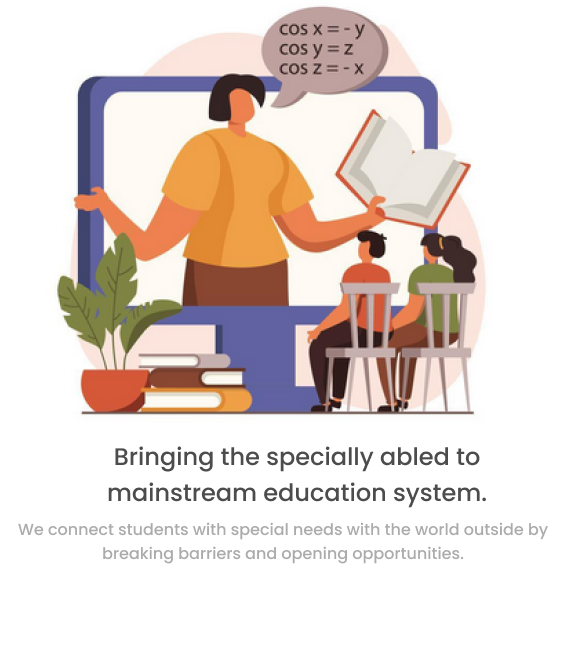 cos x = - y
cos y = z
cos z = - x
Bringing the specially abled to
mainstream education system.
We connect students with special needs with the world outside by
breaking barriers and opening opportunities.